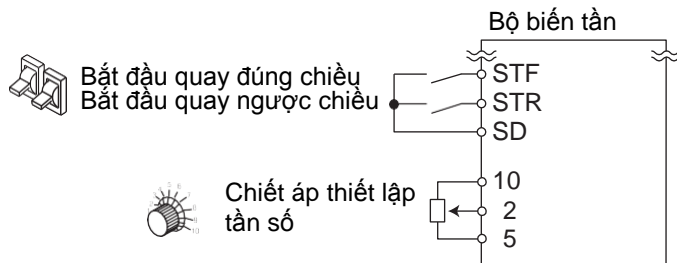 Bộ biến tần
STF
Bắt đầu quay đúng chiều
STR
Bắt đầu quay ngược chiều
SD
10
Chiết áp thiết lập
tần số
2
5